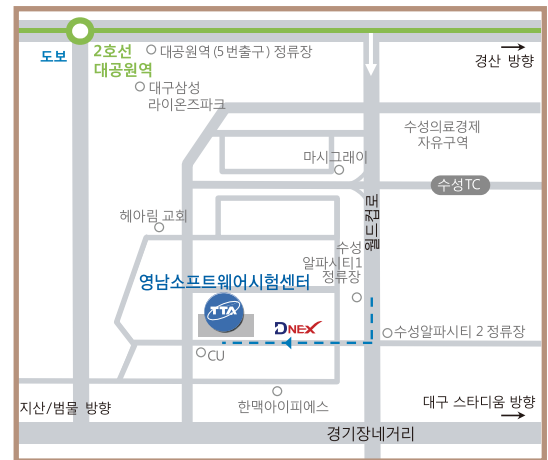 도보
2호선
대공원역
대공원역 (5번출구) 정류장
경산 방향
대구삼성
라이온즈파크
수성의료경제
자유구역
마시그래이
수성TC
월드컵로
헤아림 교회
수성
알파시티1
정류장
영남소프트웨어시험센터
TTA
DNEX
수성알파시티 2 정류장
CU
한맥아이피에스
지산/범물 방향
대구 스타디움 방향
경기장네거리